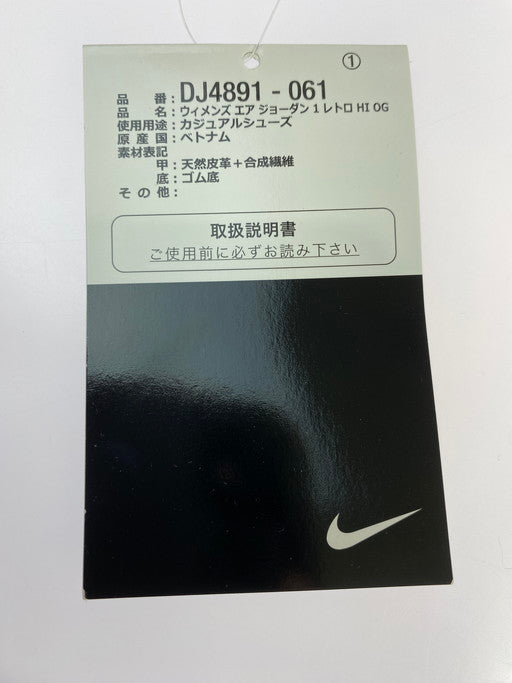 ①
品　番：DJ4891 - 061
品　名：ウィメンズ エア ジョーダン 1 レトロ HI OG
使用用途：カジュアルシューズ
原 産 国：ベトナム
素材表記
甲：天然皮革＋合成繊維
底：ゴム底
そ の 他：
取扱説明書
ご使用前に必ずお読み下さい